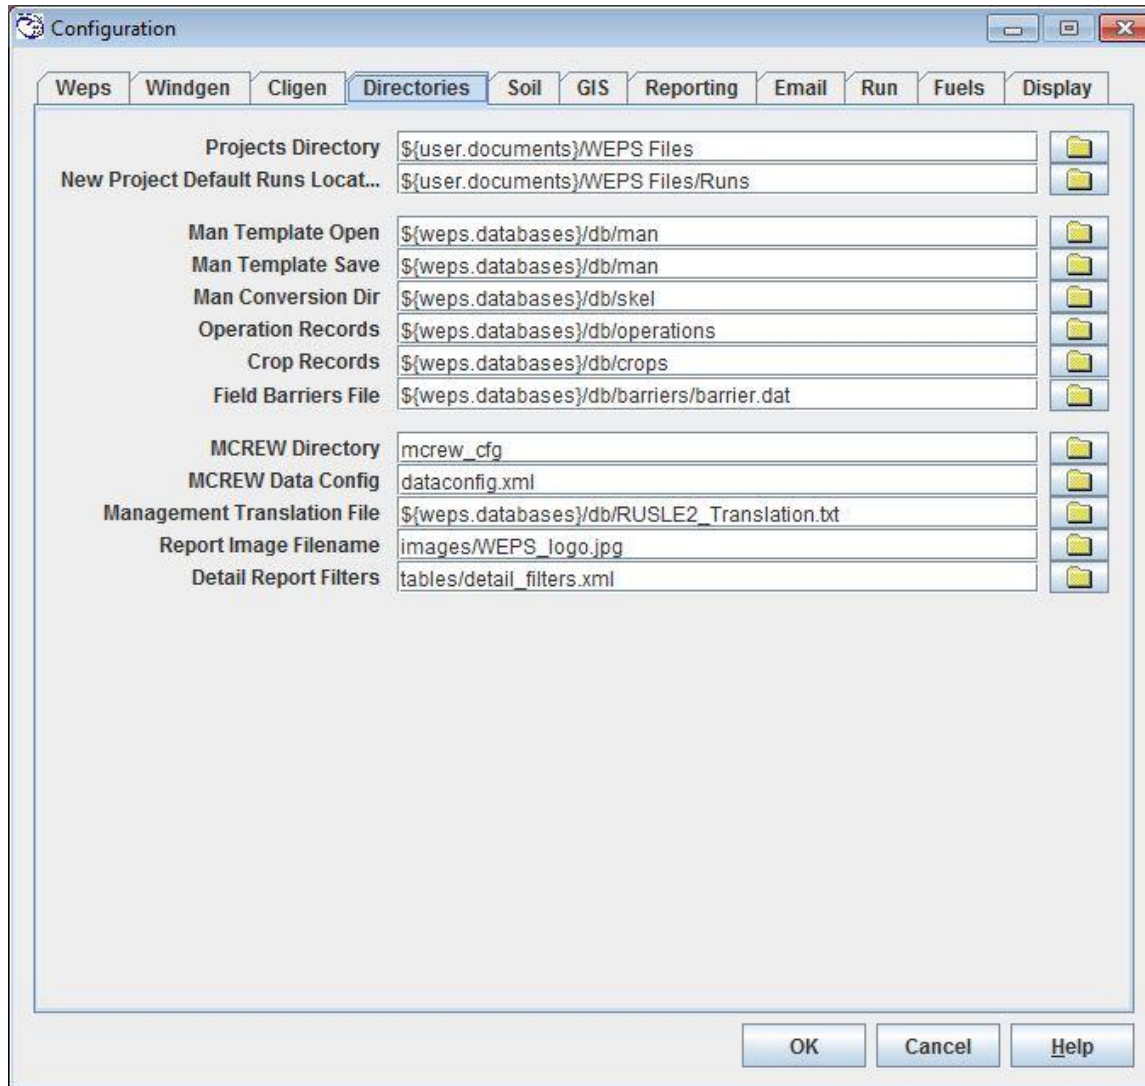 Configuration
Weps Windgen Cligen Directories Soil GIS Reporting Email Run Fuels Display
Projects Directory ${user.documents}/WEPS Files
New Project Default Runs Locat... ${user.documents}/WEPS Files/Runs
Man Template Open ${weps.databases}/db/man
Man Template Save ${weps.databases}/db/man
Man Conversion Dir ${weps.databases}/db/skel
Operation Records ${weps.databases}/db/operations
Crop Records ${weps.databases}/db/crops
Field Barriers File ${weps.databases}/db/barriers/barrier.dat
MCREW Directory mcrew_cfg
MCREW Data Config dataconfig.xml
Management Translation File ${weps.databases}/db/RUSLE2_Translation.txt
Report Image Filename images/WEPS_logo.jpg
Detail Report Filters tables/detail_filters.xml
OK Cancel Help